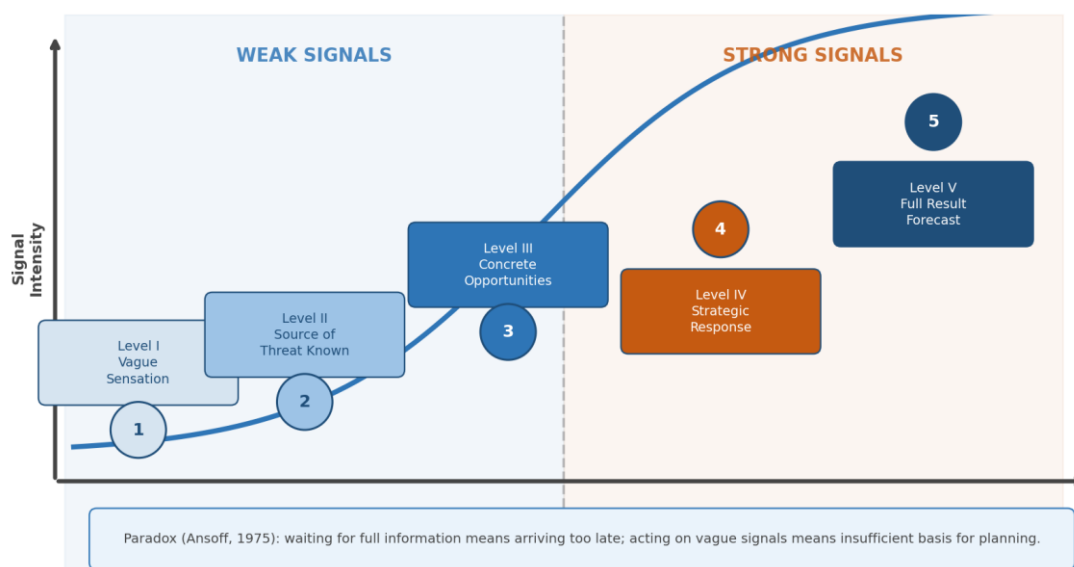 WEAK SIGNALS
STRONG SIGNALS
Signal
Intensity
Level I
Vague
Sensation
1
Level II
Source of
Threat Known
2
Level III
Concrete
Opportunities
3
4
Level IV
Strategic
Response
5
Level V
Full Result
Forecast
Paradox (Ansoff, 1975): waiting for full information means arriving too late; acting on vague signals means insufficient basis for planning.